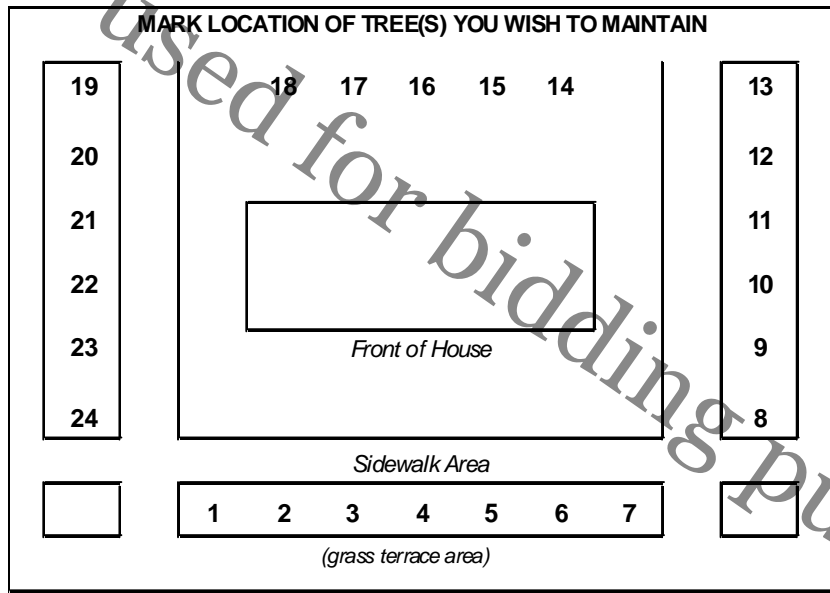 MARK LOCATION OF TREE(S) YOU WISH TO MAINTAIN
19 18 17 16 15 14 13
20 12
21 11
22 10
23 Front of House 9
24 8
Sidewalk Area
1 2 3 4 5 6 7
(grass terrace area)
used for bidding